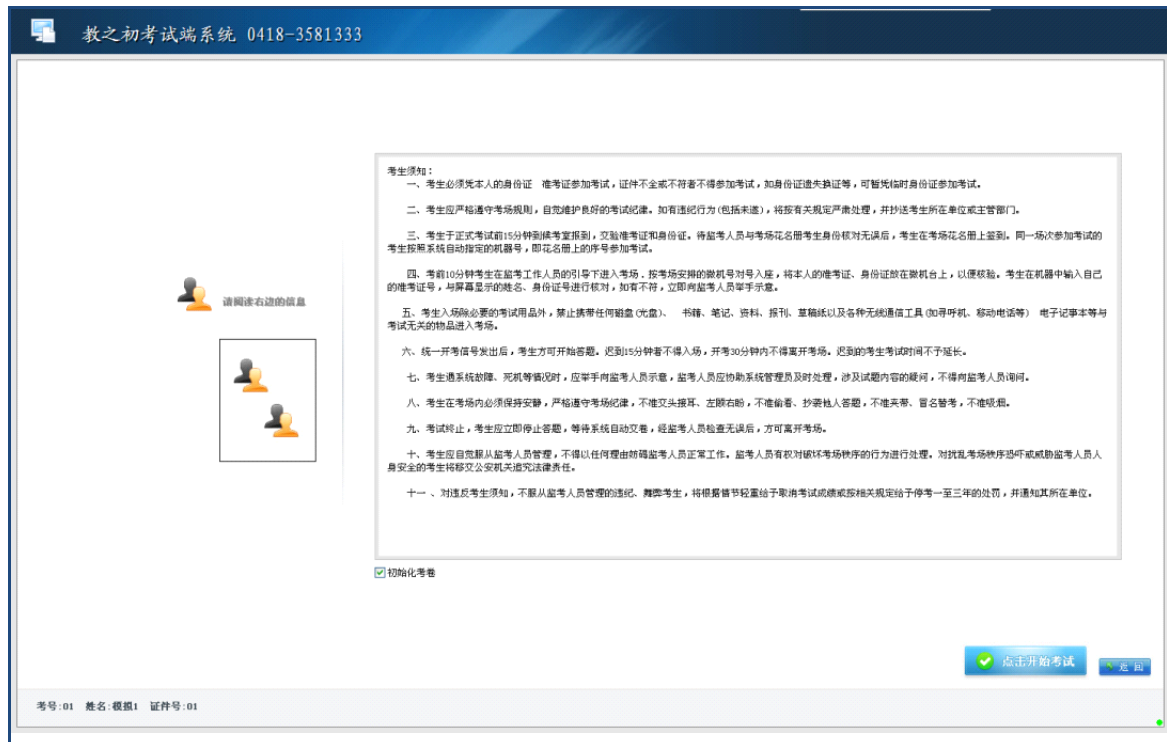 教之初考试端系统 0418-3581333
考生须知：
一、考生必须凭本人的身份证 准考证参加考试，证件不全或不符者不得参加考试，如身份证遗失换证等，可暂凭临时身份证参加考试。
二、考生应严格遵守考场规则，自觉维护良好的考试纪律。如有违纪行为(包括未遂)，将按有关规定严肃处理，并抄送考生所在单位或主管部门。
三、考生于正式考试前15分钟到候考室报到，交验准考证和身份证。待监考人员与考场花名册考生身份核对无误后，考生在考场花名册上签到。同一场次参加考试的
考生按照系统自动指定的机器号，即花名册上的序号参加考试。
四、考前10分钟考生在监考工作人员的引导下进入考场．按考场安排的微机号对号入座，将本人的准考证、身份证放在微机台上，以便核验。考生在机器中输入自己
的准考证号，与屏幕显示的姓名、身份证号进行核对，如有不符，立即向监考人员举手示意。
五、考生入场除必要的考试用品外，禁止携带任何磁盘(光盘)、 书籍、笔记、资料、报刊、草稿纸以及各种无线通信工具(如寻呼机、移动电话等) 电子记事本等与
考试无关的物品进入考场。
六、统一开考信号发出后，考生方可开始答题。迟到15分钟者不得入场，开考30分钟内不得离开考场。迟到的考生考试时间不予延长。
七、考生遇系统故障、死机等情况时，应举手向监考人员示意，监考人员应协助系统管理员及时处理，涉及试题内容的疑问，不得向监考人员询问。
八、考生在考场内必须保持安静，严格遵守考场纪律，不准交头接耳、左顾右盼，不准偷看、抄袭他人答题，不准夹带、冒名替考，不准吸烟。
九、考试终止，考生应立即停止答题，等待系统自动交卷，经监考人员检查无误后，方可离开考场。
十、考生应自觉服从监考人员管理，不得以任何理由妨碍监考人员正常工作。监考人员有权对破坏考场秩序的行为进行处理。对扰乱考场秩序恐吓或威胁监考人员人
身安全的考生将移交公安机关追究法律责任。
十一 、对违反考生须知，不服从监考人员管理的违纪、舞弊考生，将根据情节轻重给予取消考试成绩或按相关规定给予停考一至三年的处罚，并通知其所在单位。
请阅读右边的信息
初始化考卷
点击开始考试
返 回
考号:01 姓名:模拟1 证件号:01